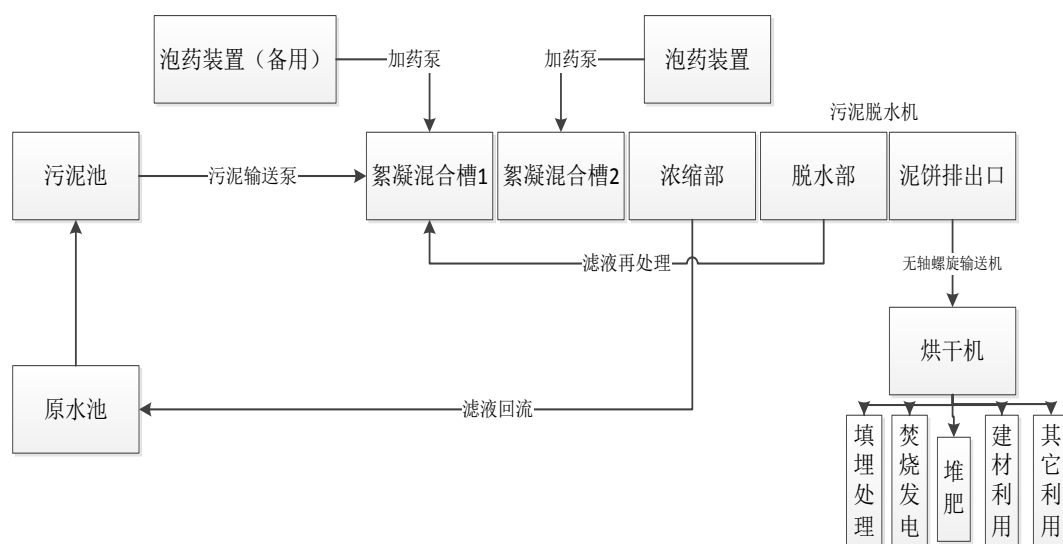 泡药装置（备用）
加药泵
加药泵
泡药装置
污泥脱水机
污泥池
污泥输送泵
絮凝混合槽1
絮凝混合槽2
浓缩部
脱水部
泥饼排出口
滤液再处理
无轴螺旋输送机
烘干机
原水池
滤液回流
填埋处理
焚烧发电
堆肥
建材利用
其它利用